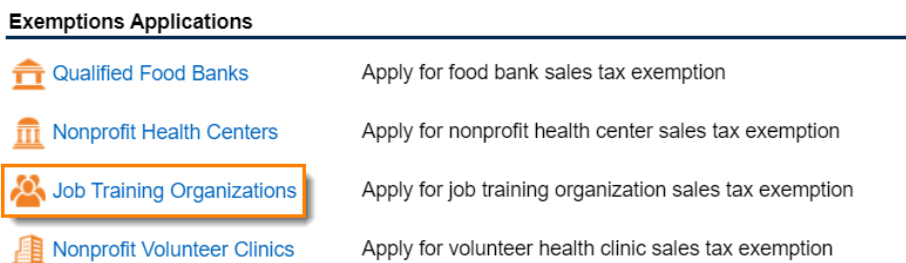 Exemptions Applications
Qualified Food Banks Apply for food bank sales tax exemption
Nonprofit Health Centers Apply for nonprofit health center sales tax exemption
Job Training Organizations Apply for job training organization sales tax exemption
Nonprofit Volunteer Clinics Apply for volunteer health clinic sales tax exemption